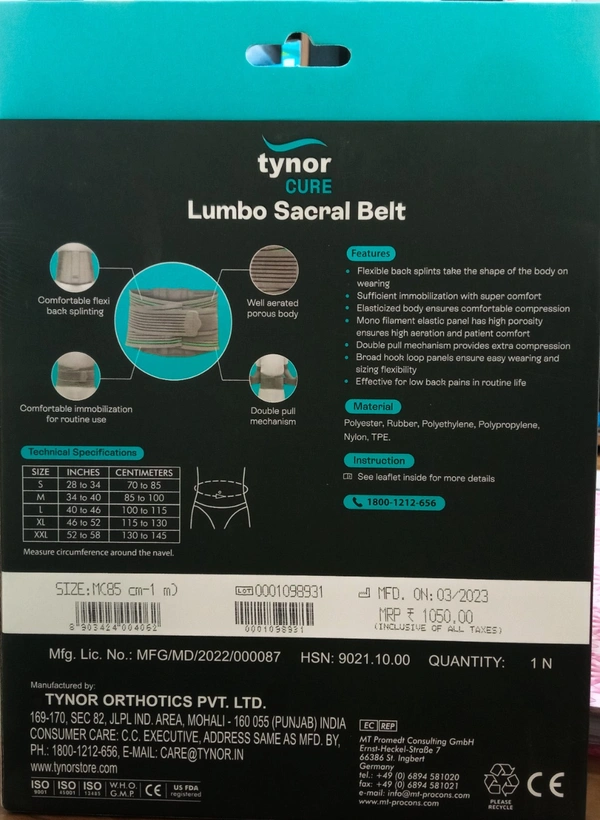 tynor
CURE
Lumbo Sacral Belt
Comfortable flexi
back splinting
Well aerated
porous body
Comfortable immobilization
for routine use
Double pull
mechanism
Features
• Flexible back splints take the shape of the body on
wearing
• Sufficient immobilization with super comfort
• Elasticized body ensures comfortable compression
• Mono filament elastic panel has high porosity
ensures high aeration and patient comfort
• Double pull mechanism provides extra compression
• Broad hook loop panels ensure easy wearing and
sizing flexibility
• Effective for low back pains in routine life
Material
Polyester, Rubber, Polyethylene, Polypropylene,
Nylon, TPE.
Instruction
See leaflet inside for more details
1800-1212-656
Technical Specifications
SIZE INCHES CENTIMETERS
S 28 to 34 70 to 85
M 34 to 40 85 to 100
L 40 to 46 100 to 115
XL 46 to 52 115 to 130
XXL 52 to 58 130 to 145
Measure circumference around the navel.
SIZE:M(85 cm-1 m)
8 903424 004062
LOT 0001098931
0001098931
MFD. ON:03/2023
MRP ₹ 1050.00
(INCLUSIVE OF ALL TAXES)
Mfg. Lic. No.: MFG/MD/2022/000087 HSN: 9021.10.00 QUANTITY: 1 N
Manufactured by:
TYNOR ORTHOTICS PVT. LTD.
169-170, SEC 82, JLPL IND. AREA, MOHALI - 160 055 (PUNJAB) INDIA
CONSUMER CARE: C.C. EXECUTIVE, ADDRESS SAME AS MFD. BY,
PH.: 1800-1212-656, E-MAIL: CARE@TYNOR.IN
www.tynorstore.com
ISO 9001 ISO 45001 ISO 13485 W.H.O. G.M.P CE US FDA registered
EC REP
MT Promedt Consulting GmbH
Ernst-Heckel-Straße 7
66386 St. Ingbert
Germany
tel.: +49 (0) 6894 581020
fax: +49 (0) 6894 581021
e-mail: info@mt-procons.com
www.mt-procons.com
PLEASE
RECYCLE
CE